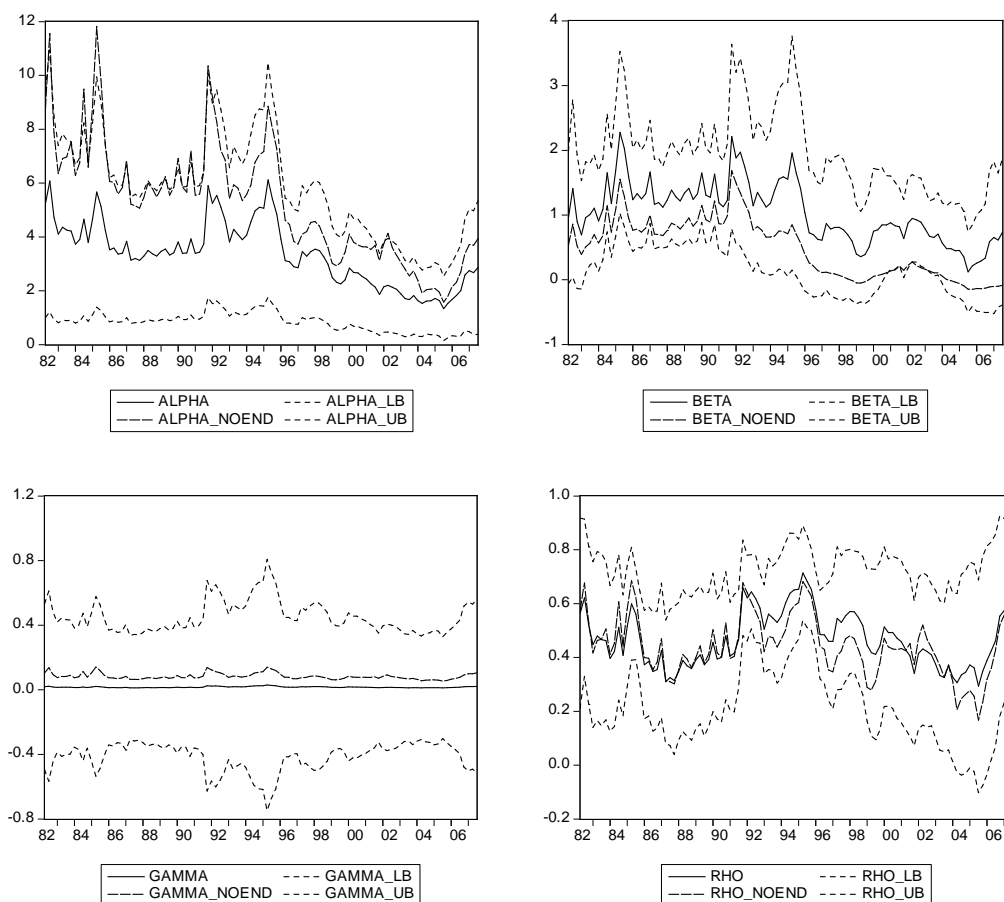 12
10
8
6
4
2
0
82 84 86 88 90 92 94 96 98 00 02 04 06
ALPHA ALPHA_LB
ALPHA_NOEND ALPHA_UB
4
3
2
1
0
-1
82 84 86 88 90 92 94 96 98 00 02 04 06
BETA BETA_LB
BETA_NOEND BETA_UB
1.2
0.8
0.4
0.0
-0.4
-0.8
82 84 86 88 90 92 94 96 98 00 02 04 06
GAMMA GAMMA_LB
GAMMA_NOEND GAMMA_UB
1.0
0.8
0.6
0.4
0.2
0.0
-0.2
82 84 86 88 90 92 94 96 98 00 02 04 06
RHO RHO_LB
RHO_NOEND RHO_UB